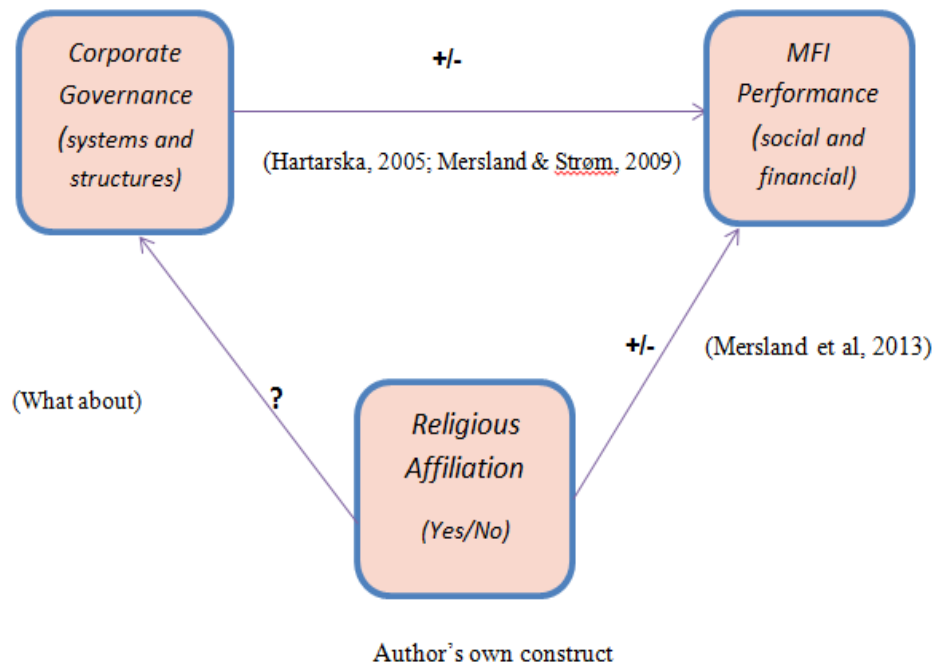 Corporate
Governance
(systems and
structures)
+/-
MFI
Performance
(social and
financial)
(Hartarska, 2005; Mersland & Strøm, 2009)
+/-
(Mersland et al, 2013)
(What about)
?
Religious
Affiliation
(Yes/No)
Author's own construct